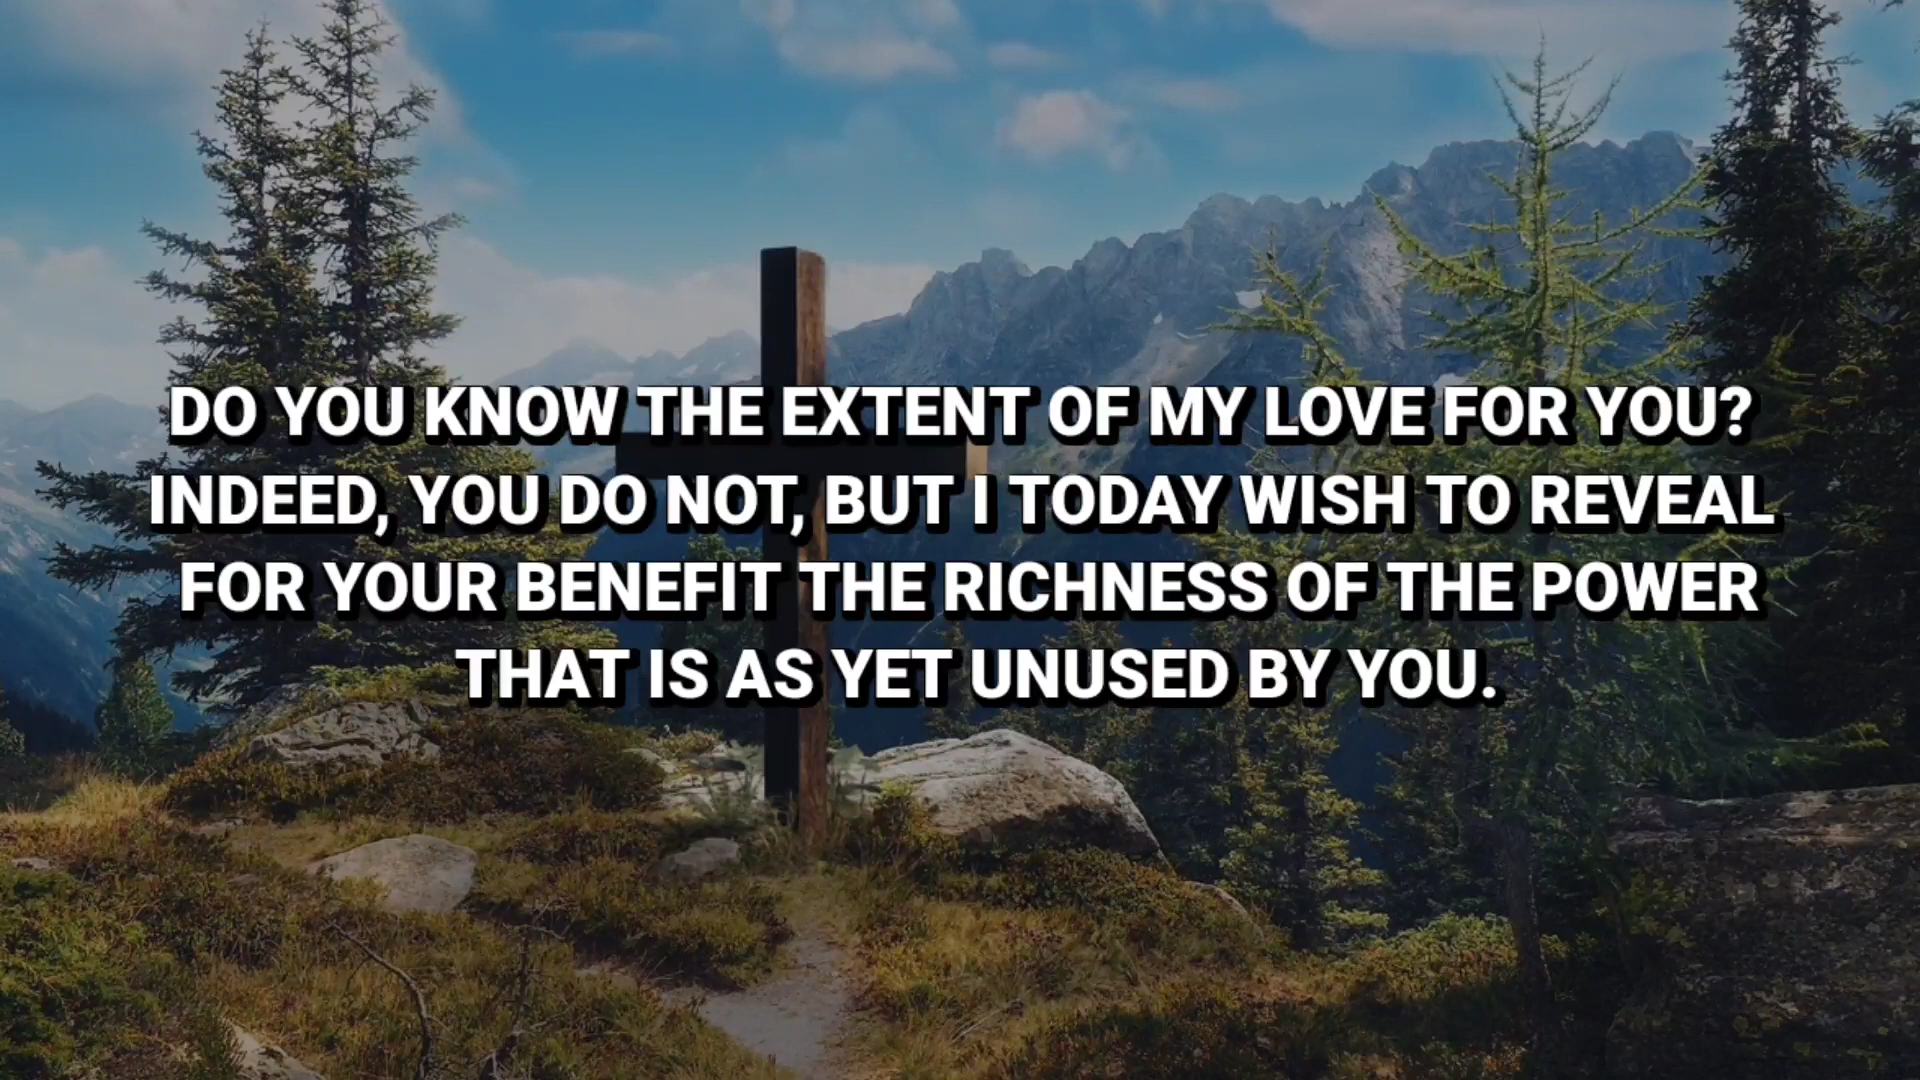 DO YOU KNOW THE EXTENT OF MY LOVE FOR YOU?
INDEED, YOU DO NOT, BUT I TODAY WISH TO REVEAL
FOR YOUR BENEFIT THE RICHNESS OF THE POWER
THAT IS AS YET UNUSED BY YOU.